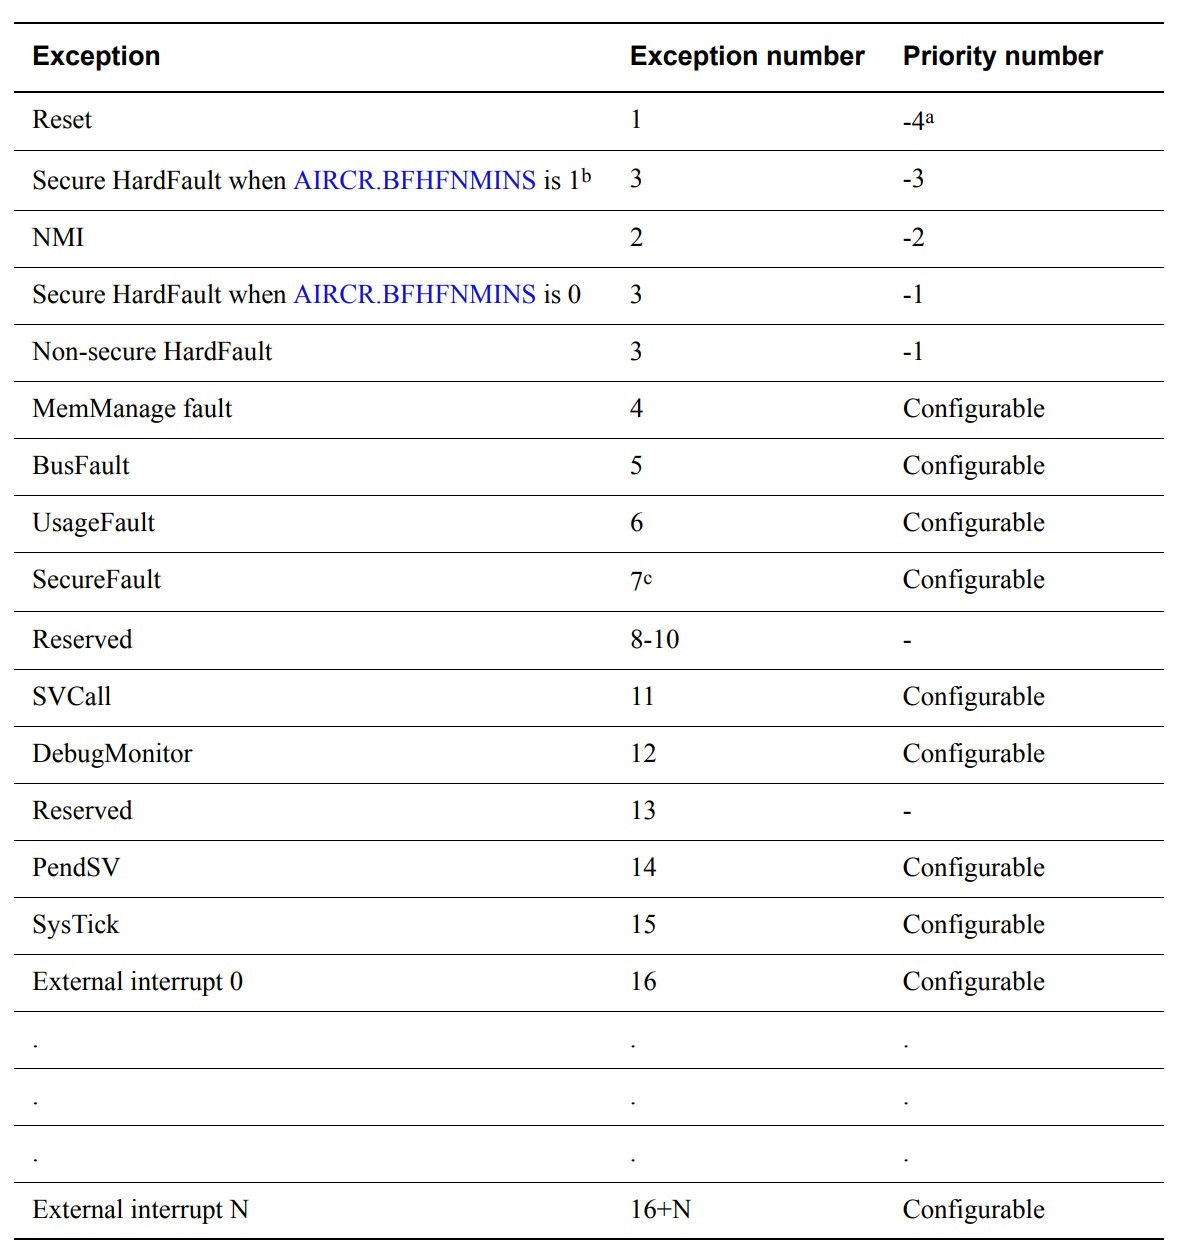 Exception Exception number Priority number
Reset 1 -4a
Secure HardFault when AIRCR.BFHFNMINS is 1b 3 -3
NMI 2 -2
Secure HardFault when AIRCR.BFHFNMINS is 0 3 -1
Non-secure HardFault 3 -1
MemManage fault 4 Configurable
BusFault 5 Configurable
UsageFault 6 Configurable
SecureFault 7c Configurable
Reserved 8-10 -
SVCall 11 Configurable
DebugMonitor 12 Configurable
Reserved 13 -
PendSV 14 Configurable
SysTick 15 Configurable
External interrupt 0 16 Configurable
. . .
. . .
. . .
External interrupt N 16+N Configurable